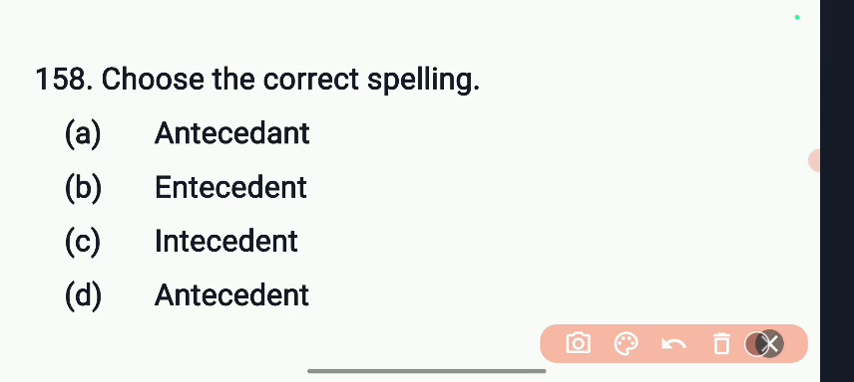 158. Choose the correct spelling.
(a) Antecedant
(b) Entecedent
(c) Intecedent
(d) Antecedent